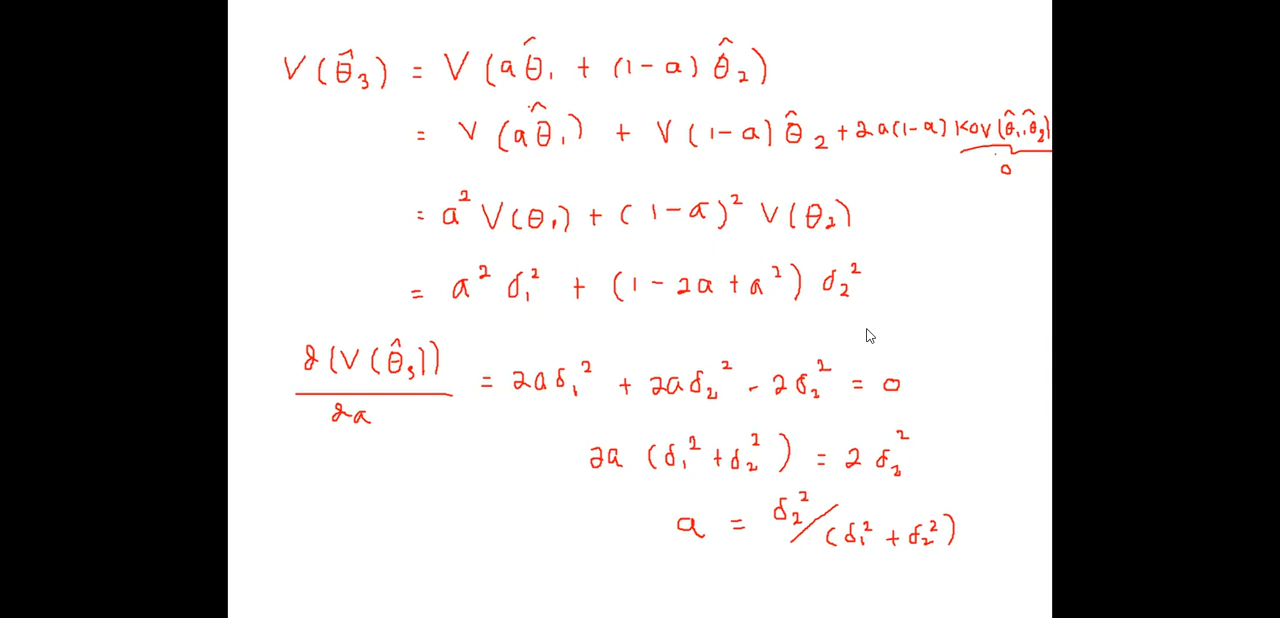 V(θ̂₃) = V(aθ̂₁ + (1-a) θ̂₂)
= V(aθ̂₁) + V(1-a) θ̂₂ + 2a(1-a) Kov(θ̂₁,θ̂₂)
0
= a² V(θ₁) + (1-a)² V(θ₂)
= a² σ₁² + (1-2a+a²) σ₂²
∂(V(θ̂₃))/∂a = 2aσ₁² + 2aσ₂² - 2σ₂² = 0
2a (σ₁² + σ₂²) = 2σ₂²
a = σ₂²/(σ₁² + σ₂²)